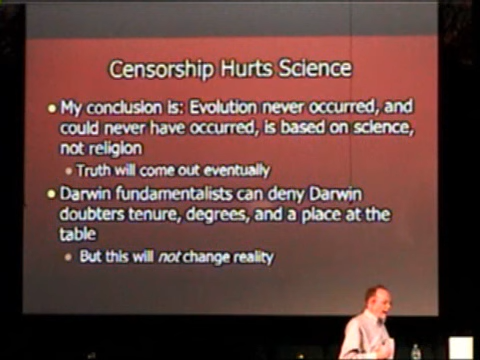 Censorship Hurts Science
My conclusion is: Evolution never occurred, and
could never have occurred, is based on science,
not religion
Truth will come out eventually
Darwin fundamentalists can deny Darwin
doubters tenure, degrees, and a place at the
table
But this will not change reality